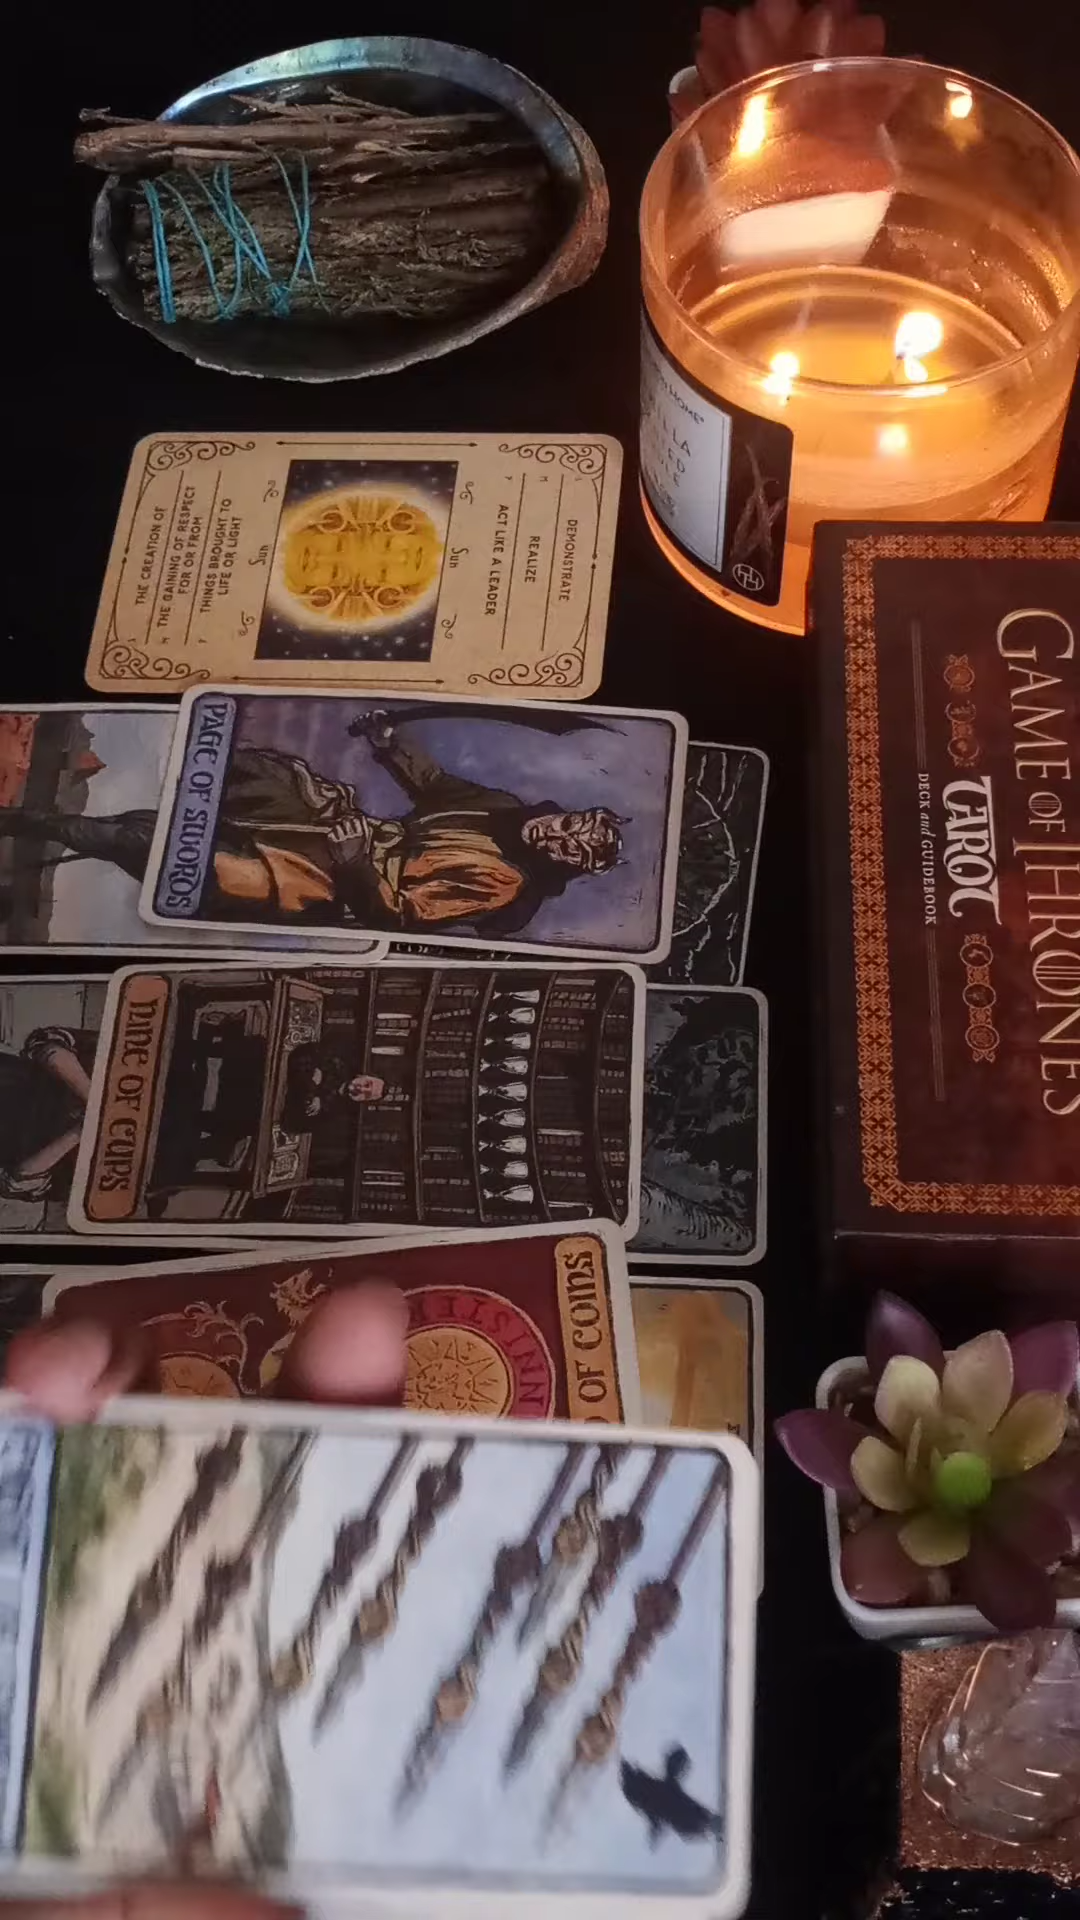 THE CREATION OF
THE GAINING OF RESPECT
FOR OR FROM
THINGS BROUGHT TO
LIFE OR LIGHT
Sun
Sun
ACT LIKE A LEADER
REALIZE
DEMONSTRATE
PAGE OF SWORDS
NINE OF CUPS
OF COINS
HOME
GAME OF THRONES
TAROT
DECK and GUIDEBOOK